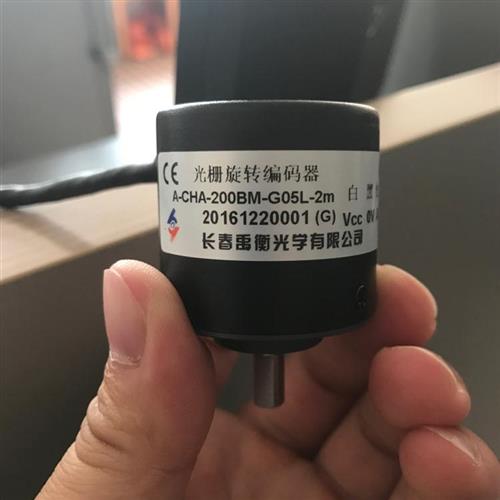 CE 光栅旋转编码器
A-CHA-200BM-G05L-2m 白 黑
20161220001 (G) Vcc 0V
长春禹衡光学有限公司